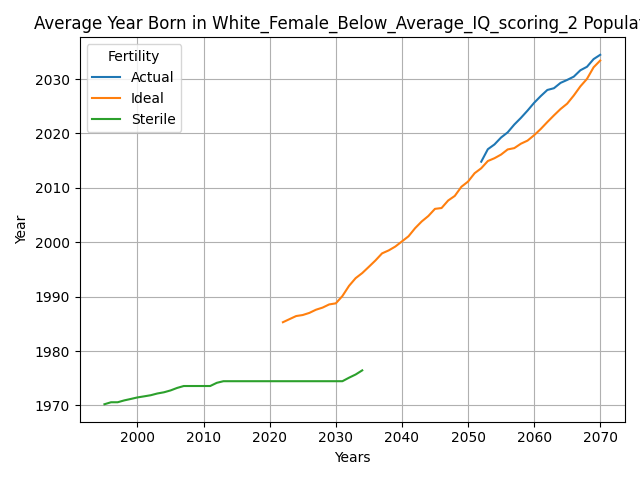 Average Year Born in White_Female_Below_Average_IQ_scoring_2 Popula
Fertility
Actual
Ideal
Sterile
Year
2030
2020
2010
2000
1990
1980
1970
2000 2010 2020 2030 2040 2050 2060 2070
Years